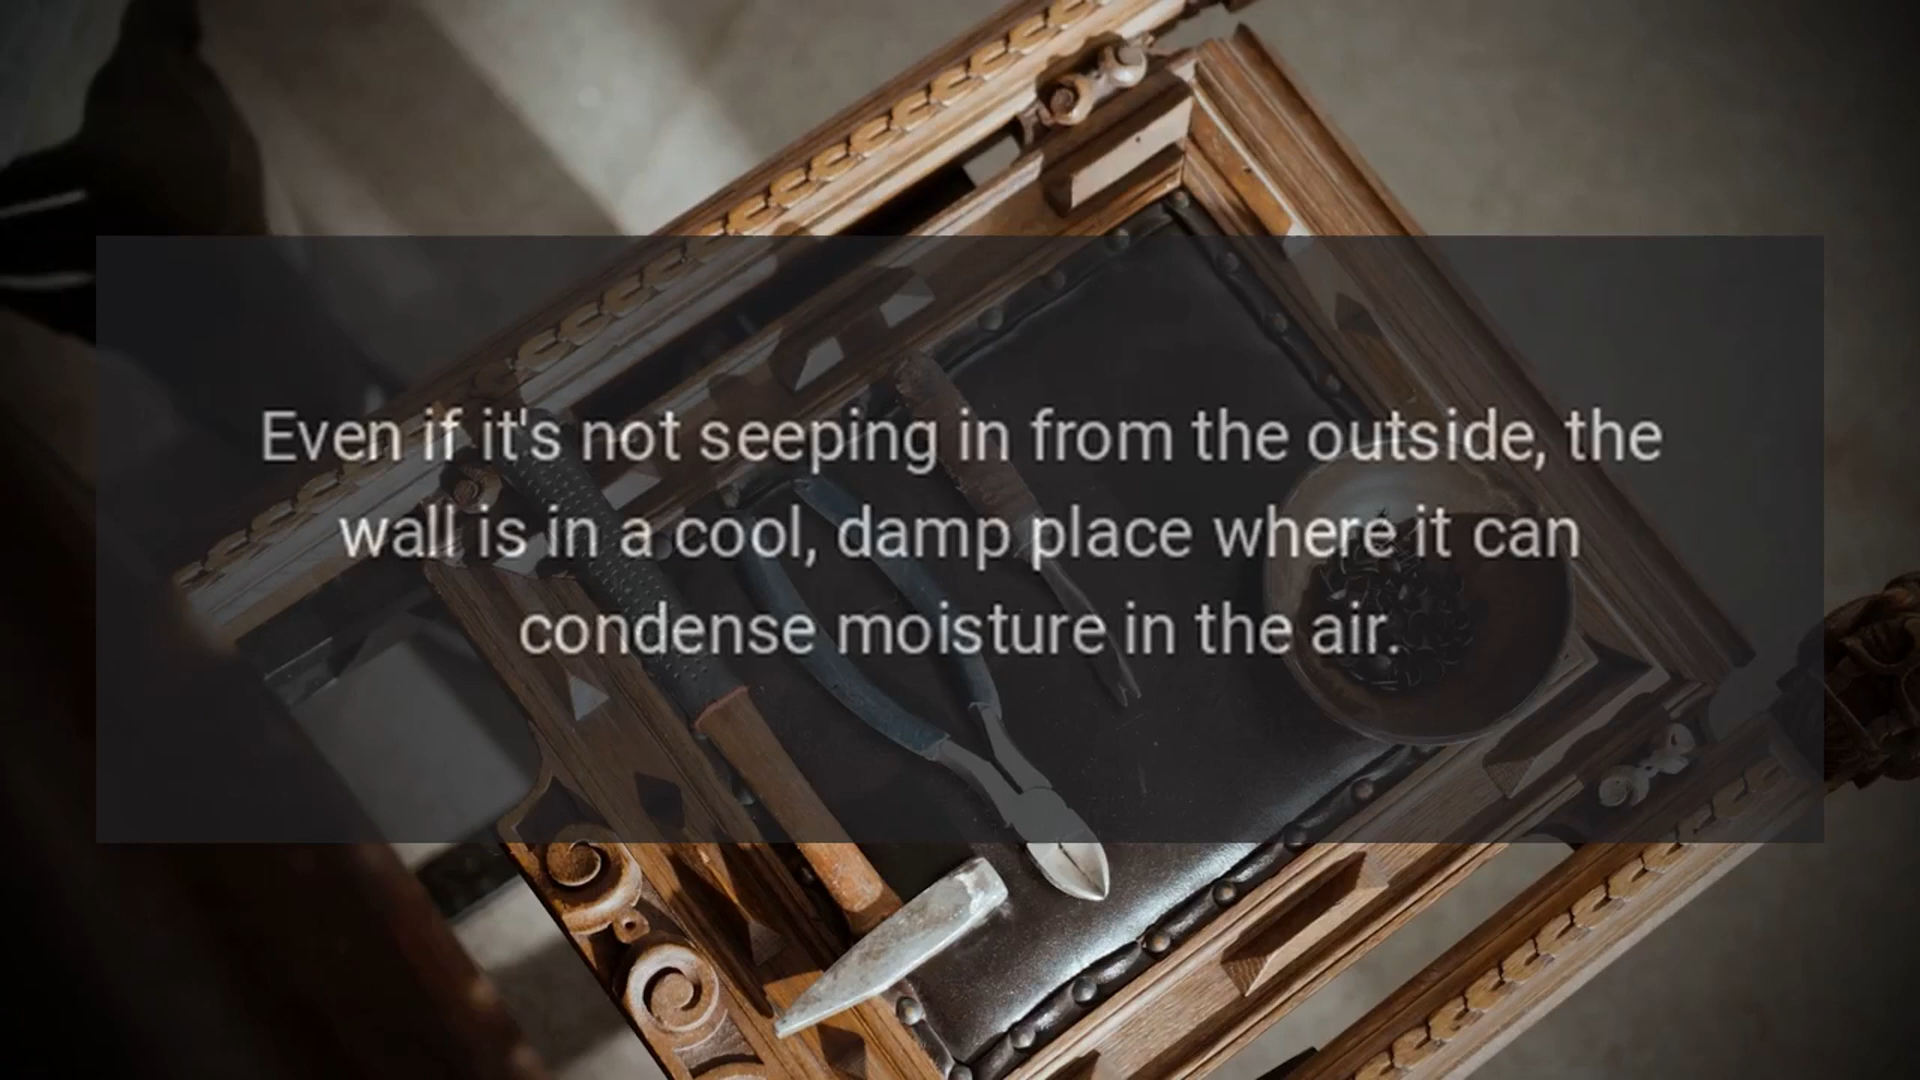 Even if it's not seeping in from the outside, the
wall is in a cool, damp place where it can
condense moisture in the air.